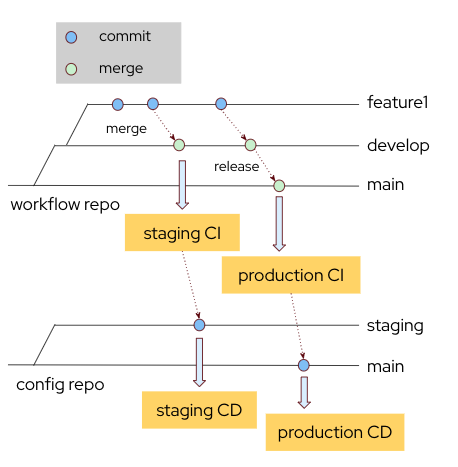 commit
merge
feature1
merge
develop
release
main
workflow repo
staging CI
production CI
staging
main
config repo
staging CD
production CD